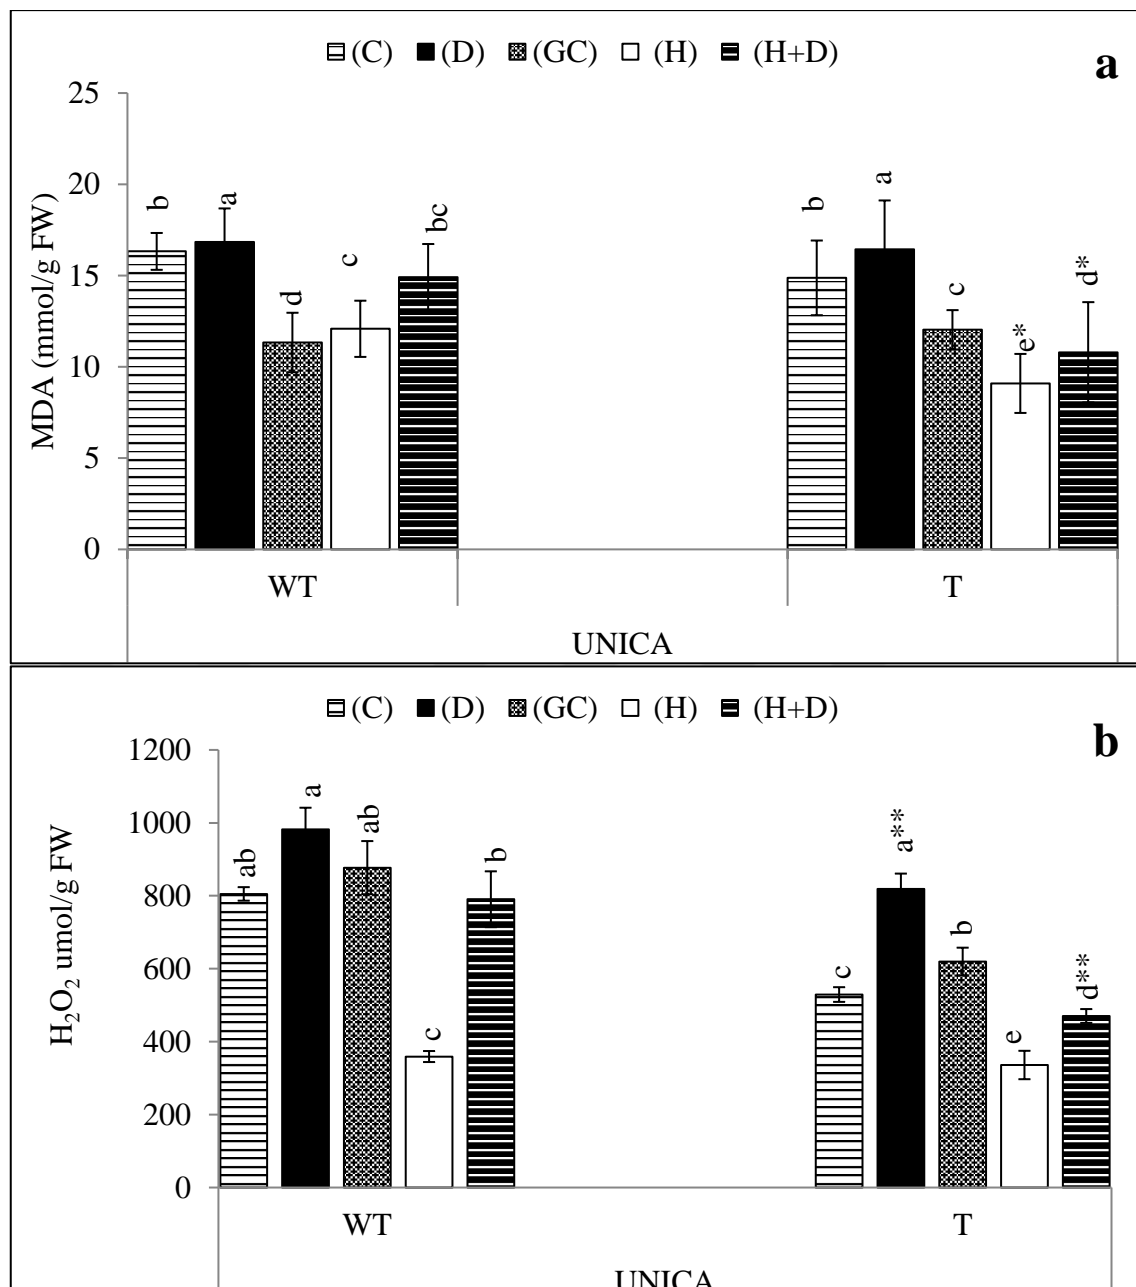 (C) (D) (GC) (H) (H+D)
a
25
20
15
10
5
0
MDA (mmol/g FW)
b a d c bc
b a c e* d*
WT T
UNICA
(C) (D) (GC) (H) (H+D)
b
1200
1000
800
600
400
200
0
H₂O₂ umol/g FW
ab a ab c b
c a** b e d**
WT T
UNICA